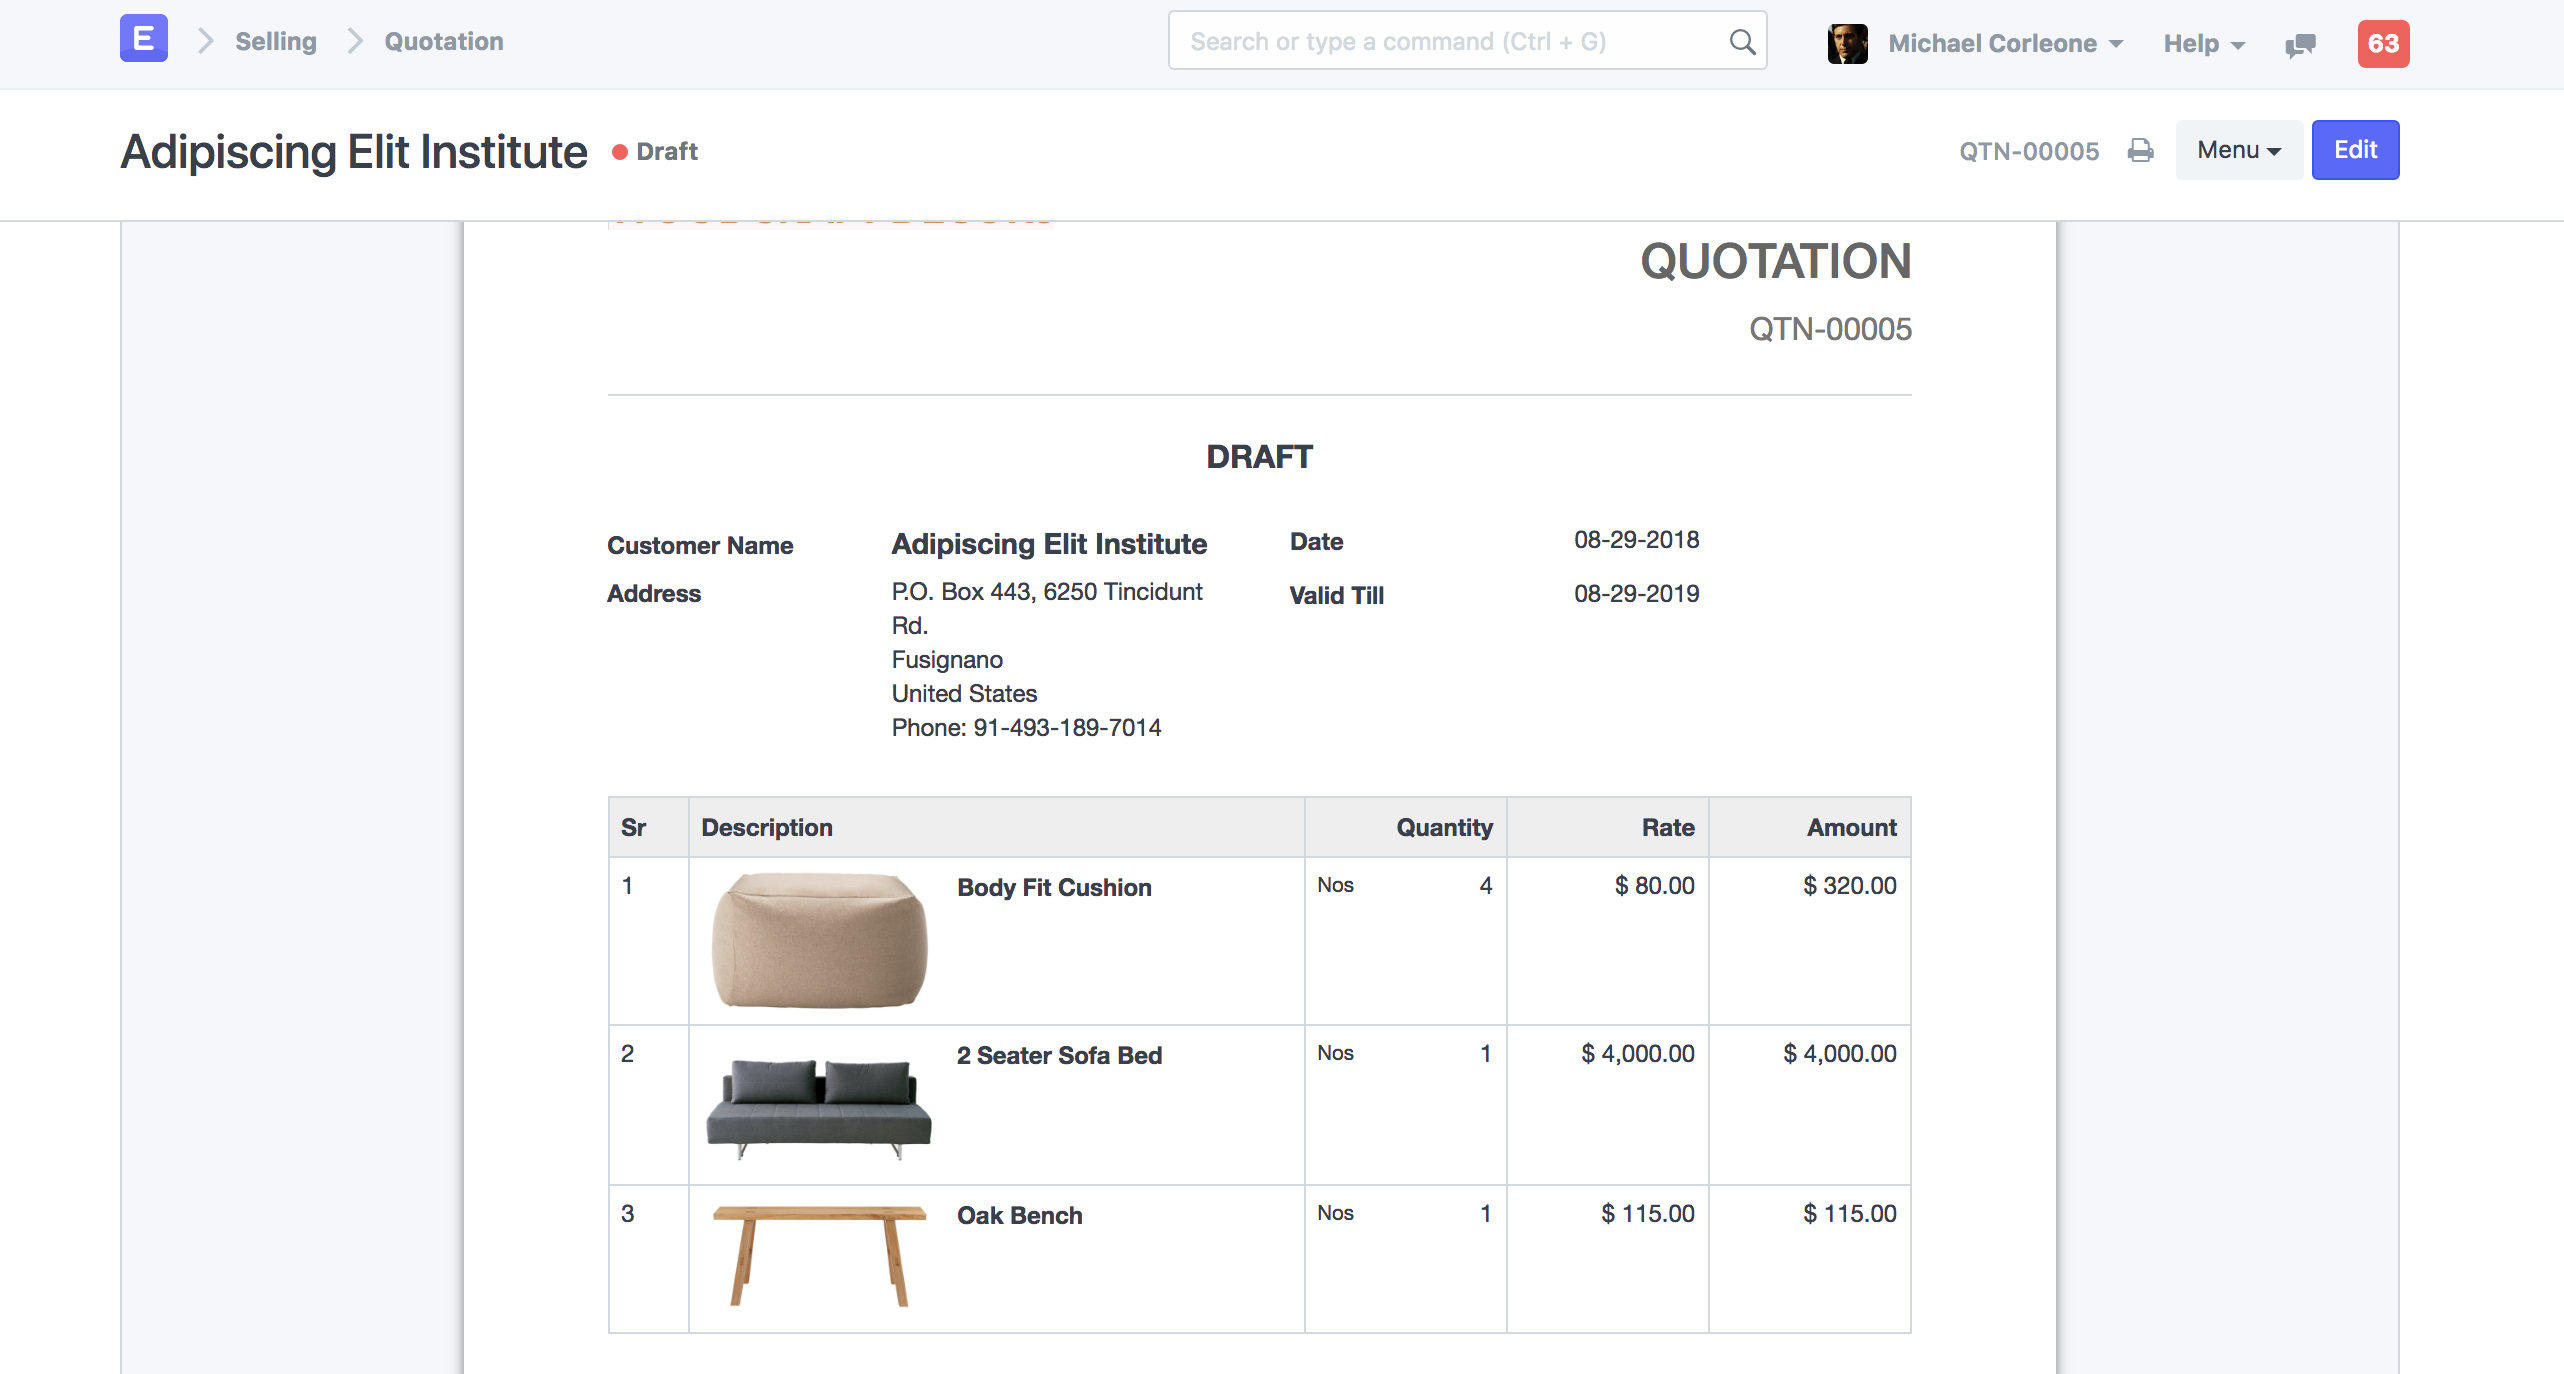 E Selling Quotation Search or type a command (Ctrl + G) Michael Corleone Help 63
Adipiscing Elit Institute Draft QTN-00005 Menu Edit
QUOTATION
QTN-00005
DRAFT
Customer Name Adipiscing Elit Institute Date 08-29-2018
Address P.O. Box 443, 6250 Tincidunt Valid Till 08-29-2019
Rd.
Fusignano
United States
Phone: 91-493-189-7014
Sr Description Quantity Rate Amount
1 Body Fit Cushion Nos 4 $ 80.00 $ 320.00
2 2 Seater Sofa Bed Nos 1 $ 4,000.00 $ 4,000.00
3 Oak Bench Nos 1 $ 115.00 $ 115.00